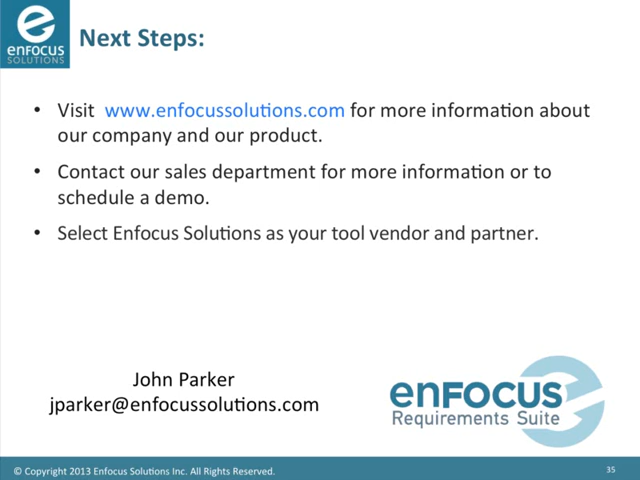 enfocus
SOLUTIONS
Next Steps:
• Visit www.enfocussolutions.com for more information about
our company and our product.
• Contact our sales department for more information or to
schedule a demo.
• Select Enfocus Solutions as your tool vendor and partner.
John Parker
jparker@enfocussolutions.com
enFOCUS
Requirements Suite
© Copyright 2013 Enfocus Solutions Inc. All Rights Reserved.
35